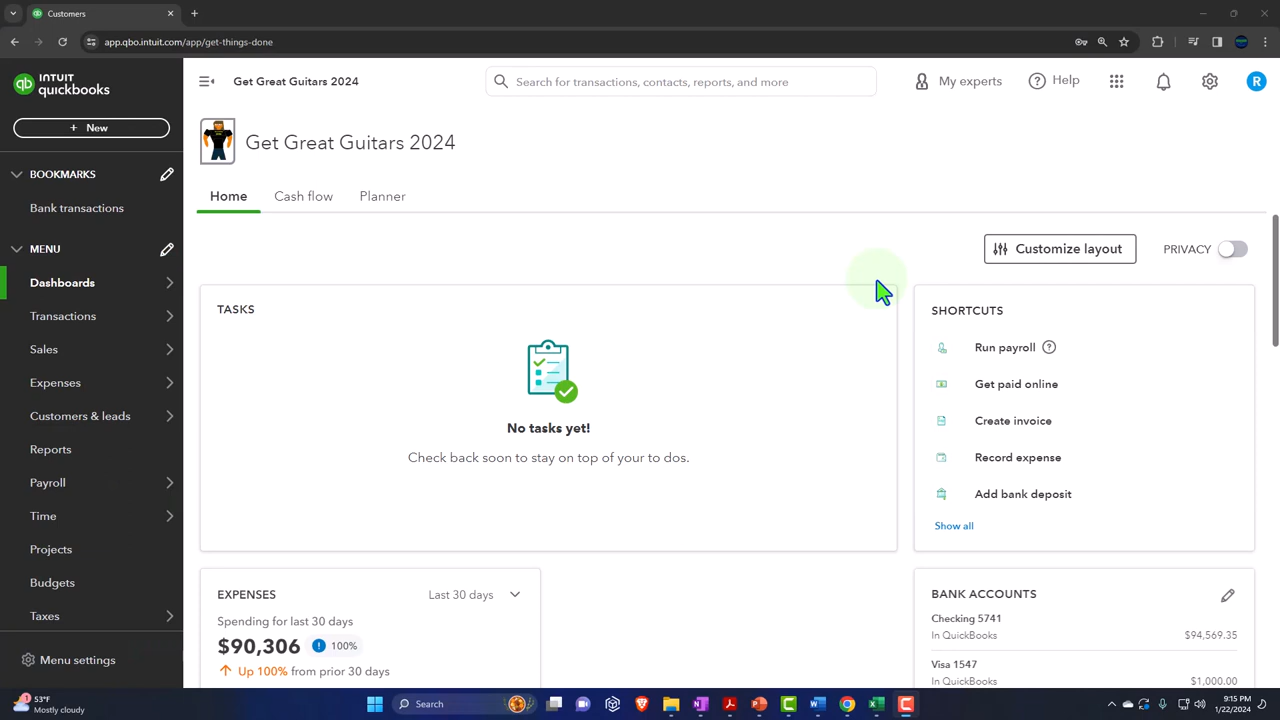 Customers
app.qbo.intuit.com/app/get-things-done
INTUIT
quickbooks
Get Great Guitars 2024
Search for transactions, contacts, reports, and more
My experts
Help
R
+ New
Get Great Guitars 2024
BOOKMARKS
Bank transactions
Home
Cash flow
Planner
MENU
Customize layout
PRIVACY
Dashboards
Transactions
Sales
Expenses
Customers & leads
Reports
Payroll
Time
Projects
Budgets
Taxes
Menu settings
TASKS
No tasks yet!
Check back soon to stay on top of your to dos.
SHORTCUTS
Run payroll
Get paid online
Create invoice
Record expense
Add bank deposit
Show all
EXPENSES
Last 30 days
Spending for last 30 days
$90,306
100%
Up 100% from prior 30 days
BANK ACCOUNTS
Checking 5741
In QuickBooks
$94,569.35
Visa 1547
In QuickBooks
$1,000.00
53°F
Mostly cloudy
Search
9:15 PM
1/22/2024